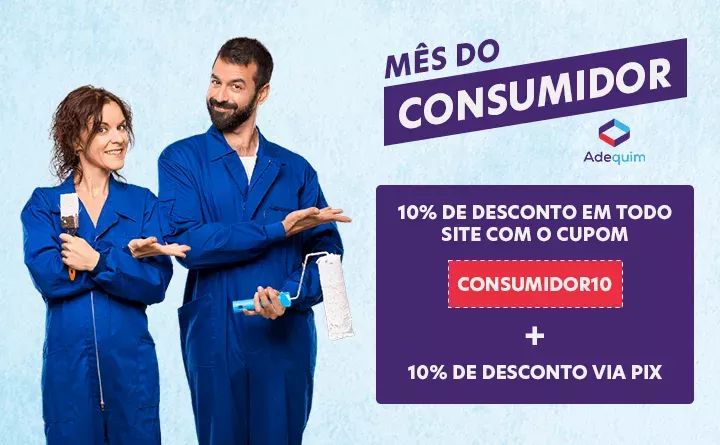 MÊS DO
CONSUMIDOR
Adequim
10% DE DESCONTO EM TODO
SITE COM O CUPOM
CONSUMIDOR10
+
10% DE DESCONTO VIA PIX